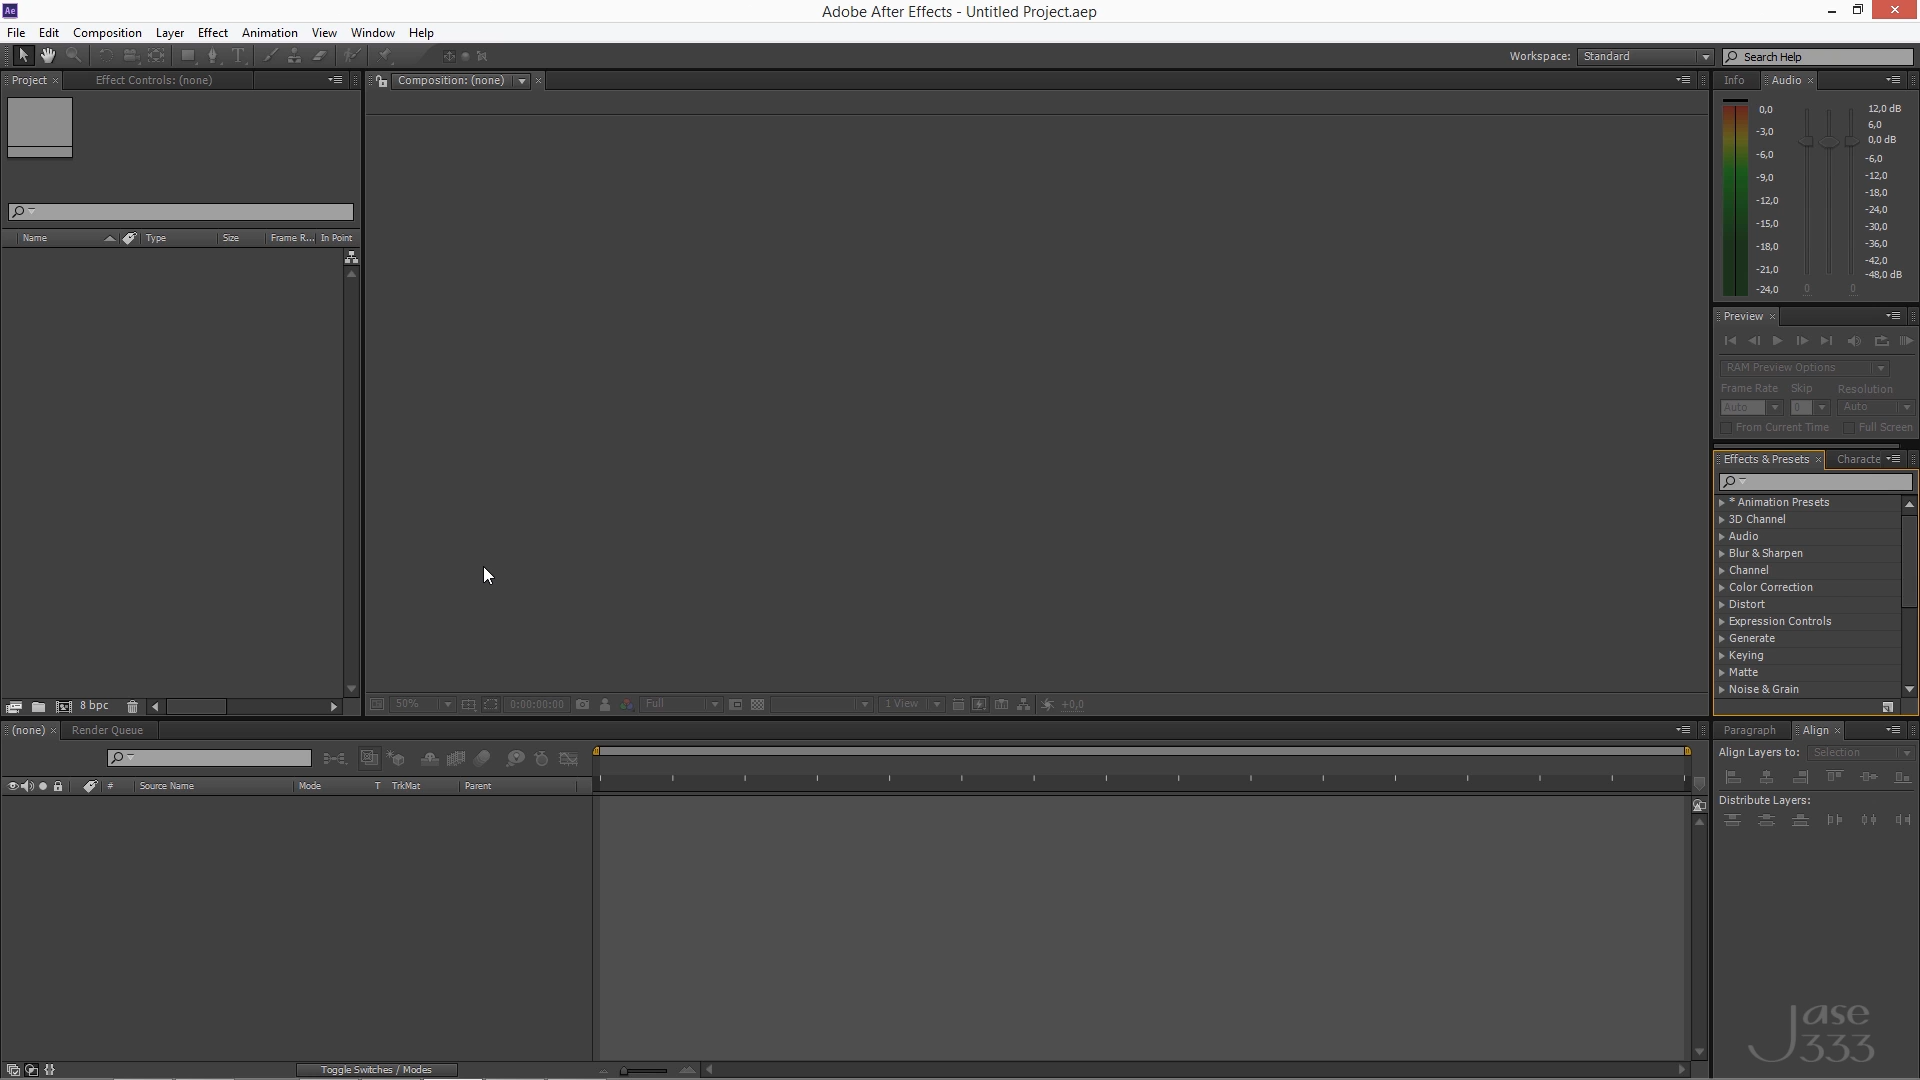 Ae
Adobe After Effects - Untitled Project.aep
File Edit Composition Layer Effect Animation View Window Help
Workspace: Standard
Search Help
Project
Effect Controls: (none)
Composition: (none)
Info
Audio
0,0
-3,0
-6,0
-9,0
-12,0
-15,0
-18,0
-21,0
-24,0
12,0 dB
6,0
0,0 dB
-6,0
-12,0
-18,0
-24,0
-30,0
-36,0
-42,0
-48,0 dB
0 0
Name Type Size Frame R... In Point
Preview
RAM Preview Options
Frame Rate Skip Resolution
Auto 0 Auto
From Current Time Full Screen
Effects & Presets
Characte
* Animation Presets
3D Channel
Audio
Blur & Sharpen
Channel
Color Correction
Distort
Expression Controls
Generate
Keying
Matte
Noise & Grain
8 bpc
50% 0:00:00:00 Full 1 View +0,0
(none)
Render Queue
# Source Name Mode T TrkMat Parent
Paragraph
Align
Align Layers to: Selection
Distribute Layers:
Toggle Switches / Modes
Jase
333